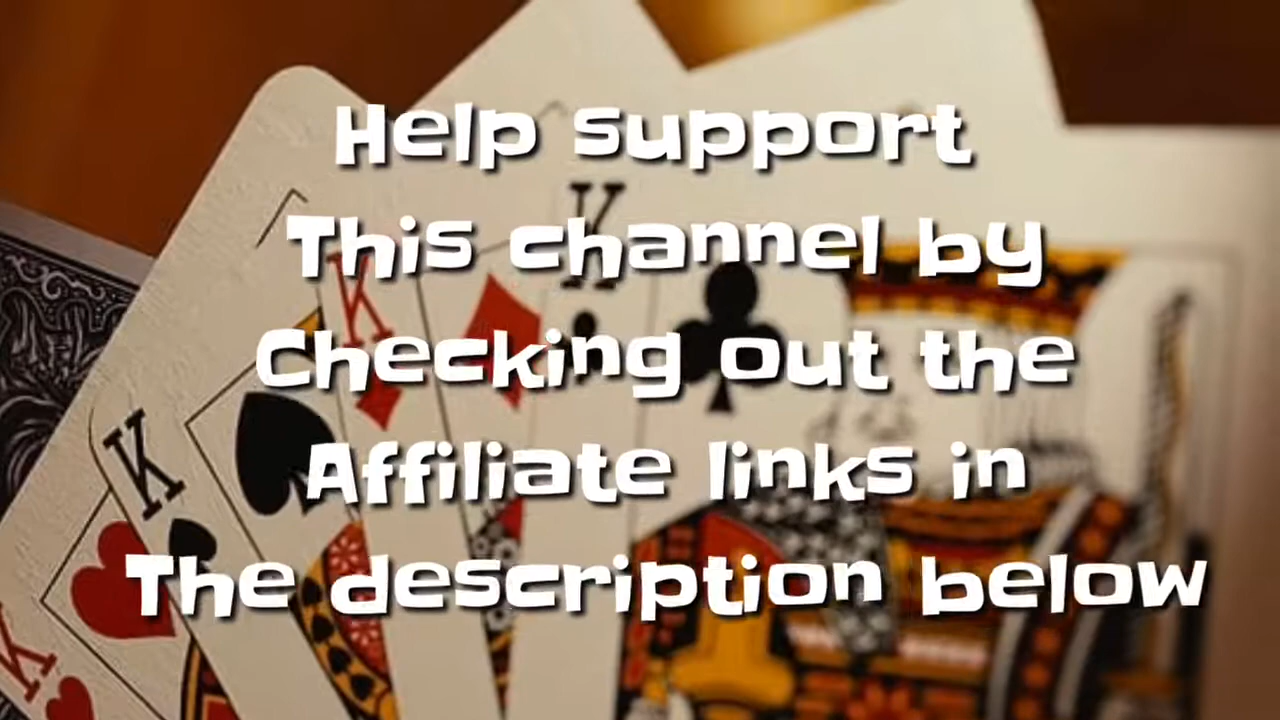 Help support
This channel by
Checking out the
Affiliate links in
The description below
K
K
K
K